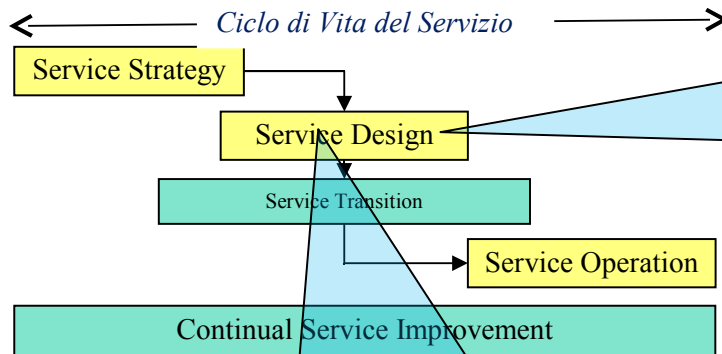 Ciclo di Vita del Servizio
Service Strategy
Service Design
Service Transition
Service Operation
Continual Service Improvement